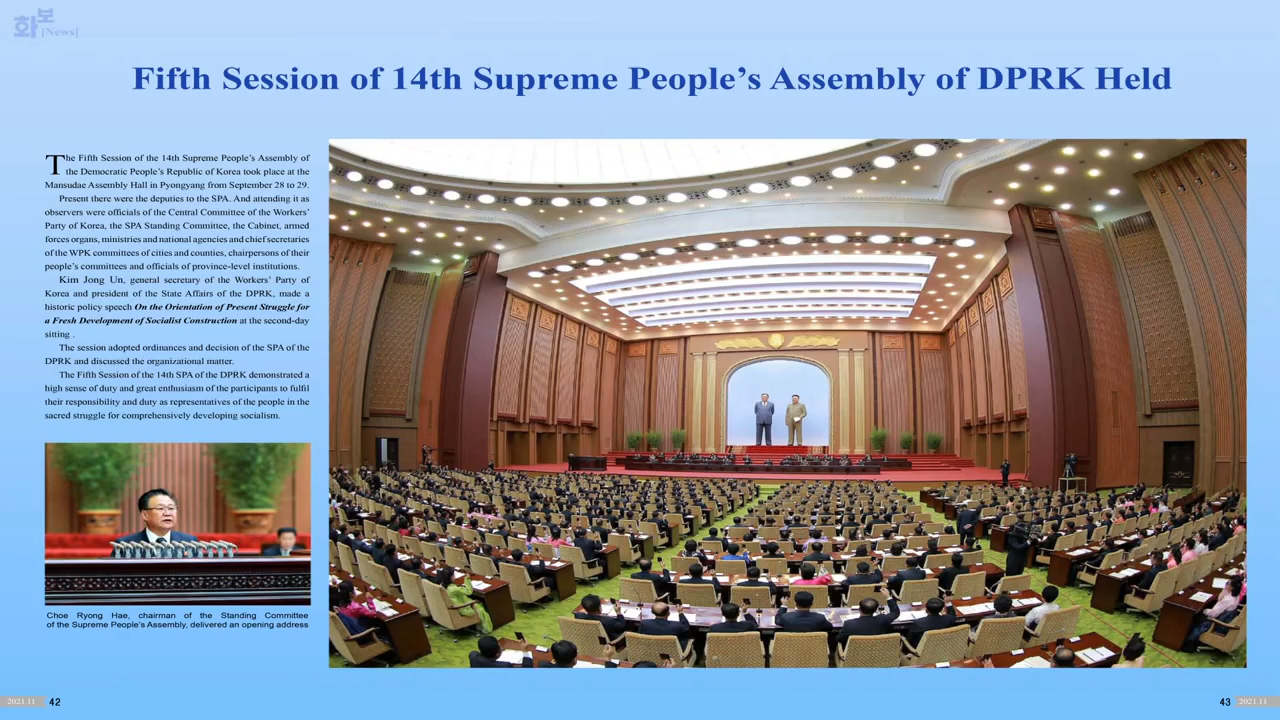 화보
[News]
Fifth Session of 14th Supreme People's Assembly of DPRK Held
The Fifth Session of the 14th Supreme People's Assembly of
the Democratic People's Republic of Korea took place at the
Mansudae Assembly Hall in Pyongyang from September 28 to 29.
Present there were the deputies to the SPA. And attending it as
observers were officials of the Central Committee of the Workers'
Party of Korea, the SPA Standing Committee, the Cabinet, armed
forces organs, ministries and national agencies and chief secretaries
of the WPK committees of cities and counties, chairpersons of their
people's committees and officials of province-level institutions.
Kim Jong Un, general secretary of the Workers' Party of
Korea and president of the State Affairs of the DPRK, made a
historic policy speech On the Orientation of Present Struggle for
a Fresh Development of Socialist Construction at the second-day
sitting .
The session adopted ordinances and decision of the SPA of the
DPRK and discussed the organizational matter.
The Fifth Session of the 14th SPA of the DPRK demonstrated a
high sense of duty and great enthusiasm of the participants to fulfil
their responsibility and duty as representatives of the people in the
sacred struggle for comprehensively developing socialism.
Choe Ryong Hae, chairman of the Standing Committee
of the Supreme People's Assembly, delivered an opening address
2021.11 42
43 2021.11